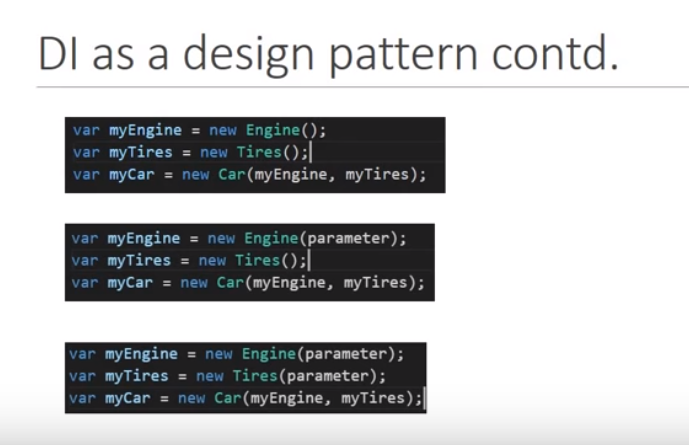 DI as a design pattern contd.
var myEngine = new Engine();
var myTires = new Tires();
var myCar = new Car(myEngine, myTires);
var myEngine = new Engine(parameter);
var myTires = new Tires();
var myCar = new Car(myEngine, myTires);
var myEngine = new Engine(parameter);
var myTires = new Tires(parameter);
var myCar = new Car(myEngine, myTires);